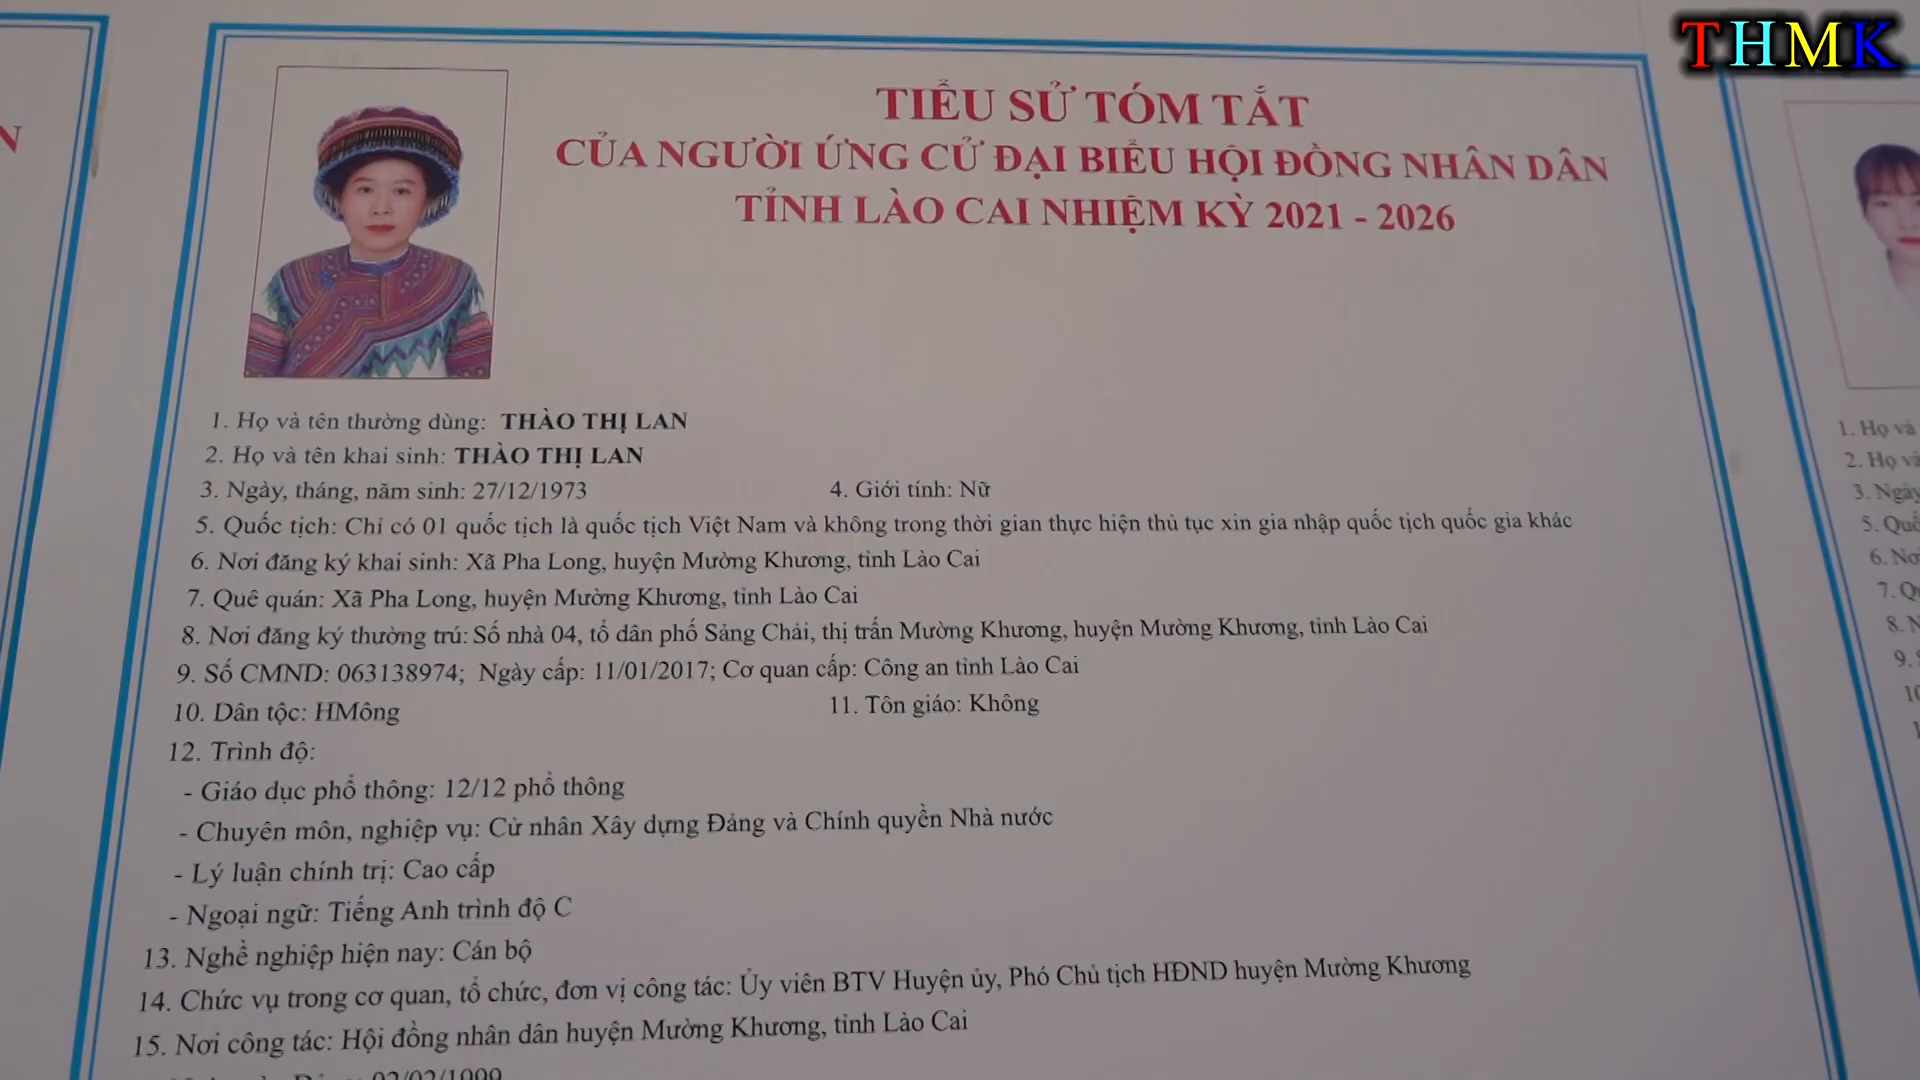 THMK
TIỂU SỬ TÓM TẮT
CỦA NGƯỜI ỨNG CỬ ĐẠI BIỂU HỘI ĐỒNG NHÂN DÂN
TỈNH LÀO CAI NHIỆM KỲ 2021 - 2026
1. Họ và tên thường dùng: THÀO THỊ LAN
2. Họ và tên khai sinh: THÀO THỊ LAN
3. Ngày, tháng, năm sinh: 27/12/1973 4. Giới tính: Nữ
5. Quốc tịch: Chỉ có 01 quốc tịch là quốc tịch Việt Nam và không trong thời gian thực hiện thủ tục xin gia nhập quốc tịch quốc gia khác
6. Nơi đăng ký khai sinh: Xã Pha Long, huyện Mường Khương, tỉnh Lào Cai
7. Quê quán: Xã Pha Long, huyện Mường Khương, tỉnh Lào Cai
8. Nơi đăng ký thường trú: Số nhà 04, tổ dân phố Sảng Chải, thị trấn Mường Khương, huyện Mường Khương, tỉnh Lào Cai
9. Số CMND: 063138974; Ngày cấp: 11/01/2017; Cơ quan cấp: Công an tỉnh Lào Cai
10. Dân tộc: HMông 11. Tôn giáo: Không
12. Trình độ:
- Giáo dục phổ thông: 12/12 phổ thông
- Chuyên môn, nghiệp vụ: Cử nhân Xây dựng Đảng và Chính quyền Nhà nước
- Lý luận chính trị: Cao cấp
- Ngoại ngữ: Tiếng Anh trình độ C
13. Nghề nghiệp hiện nay: Cán bộ
14. Chức vụ trong cơ quan, tổ chức, đơn vị công tác: Ủy viên BTV Huyện ủy, Phó Chủ tịch HĐND huyện Mường Khương
15. Nơi công tác: Hội đồng nhân dân huyện Mường Khương, tỉnh Lào Cai
02/02/1999
1. Họ và
2. Họ và
3. Ngày
5. Quố
6. Nơ
7. Q
8. N
9.